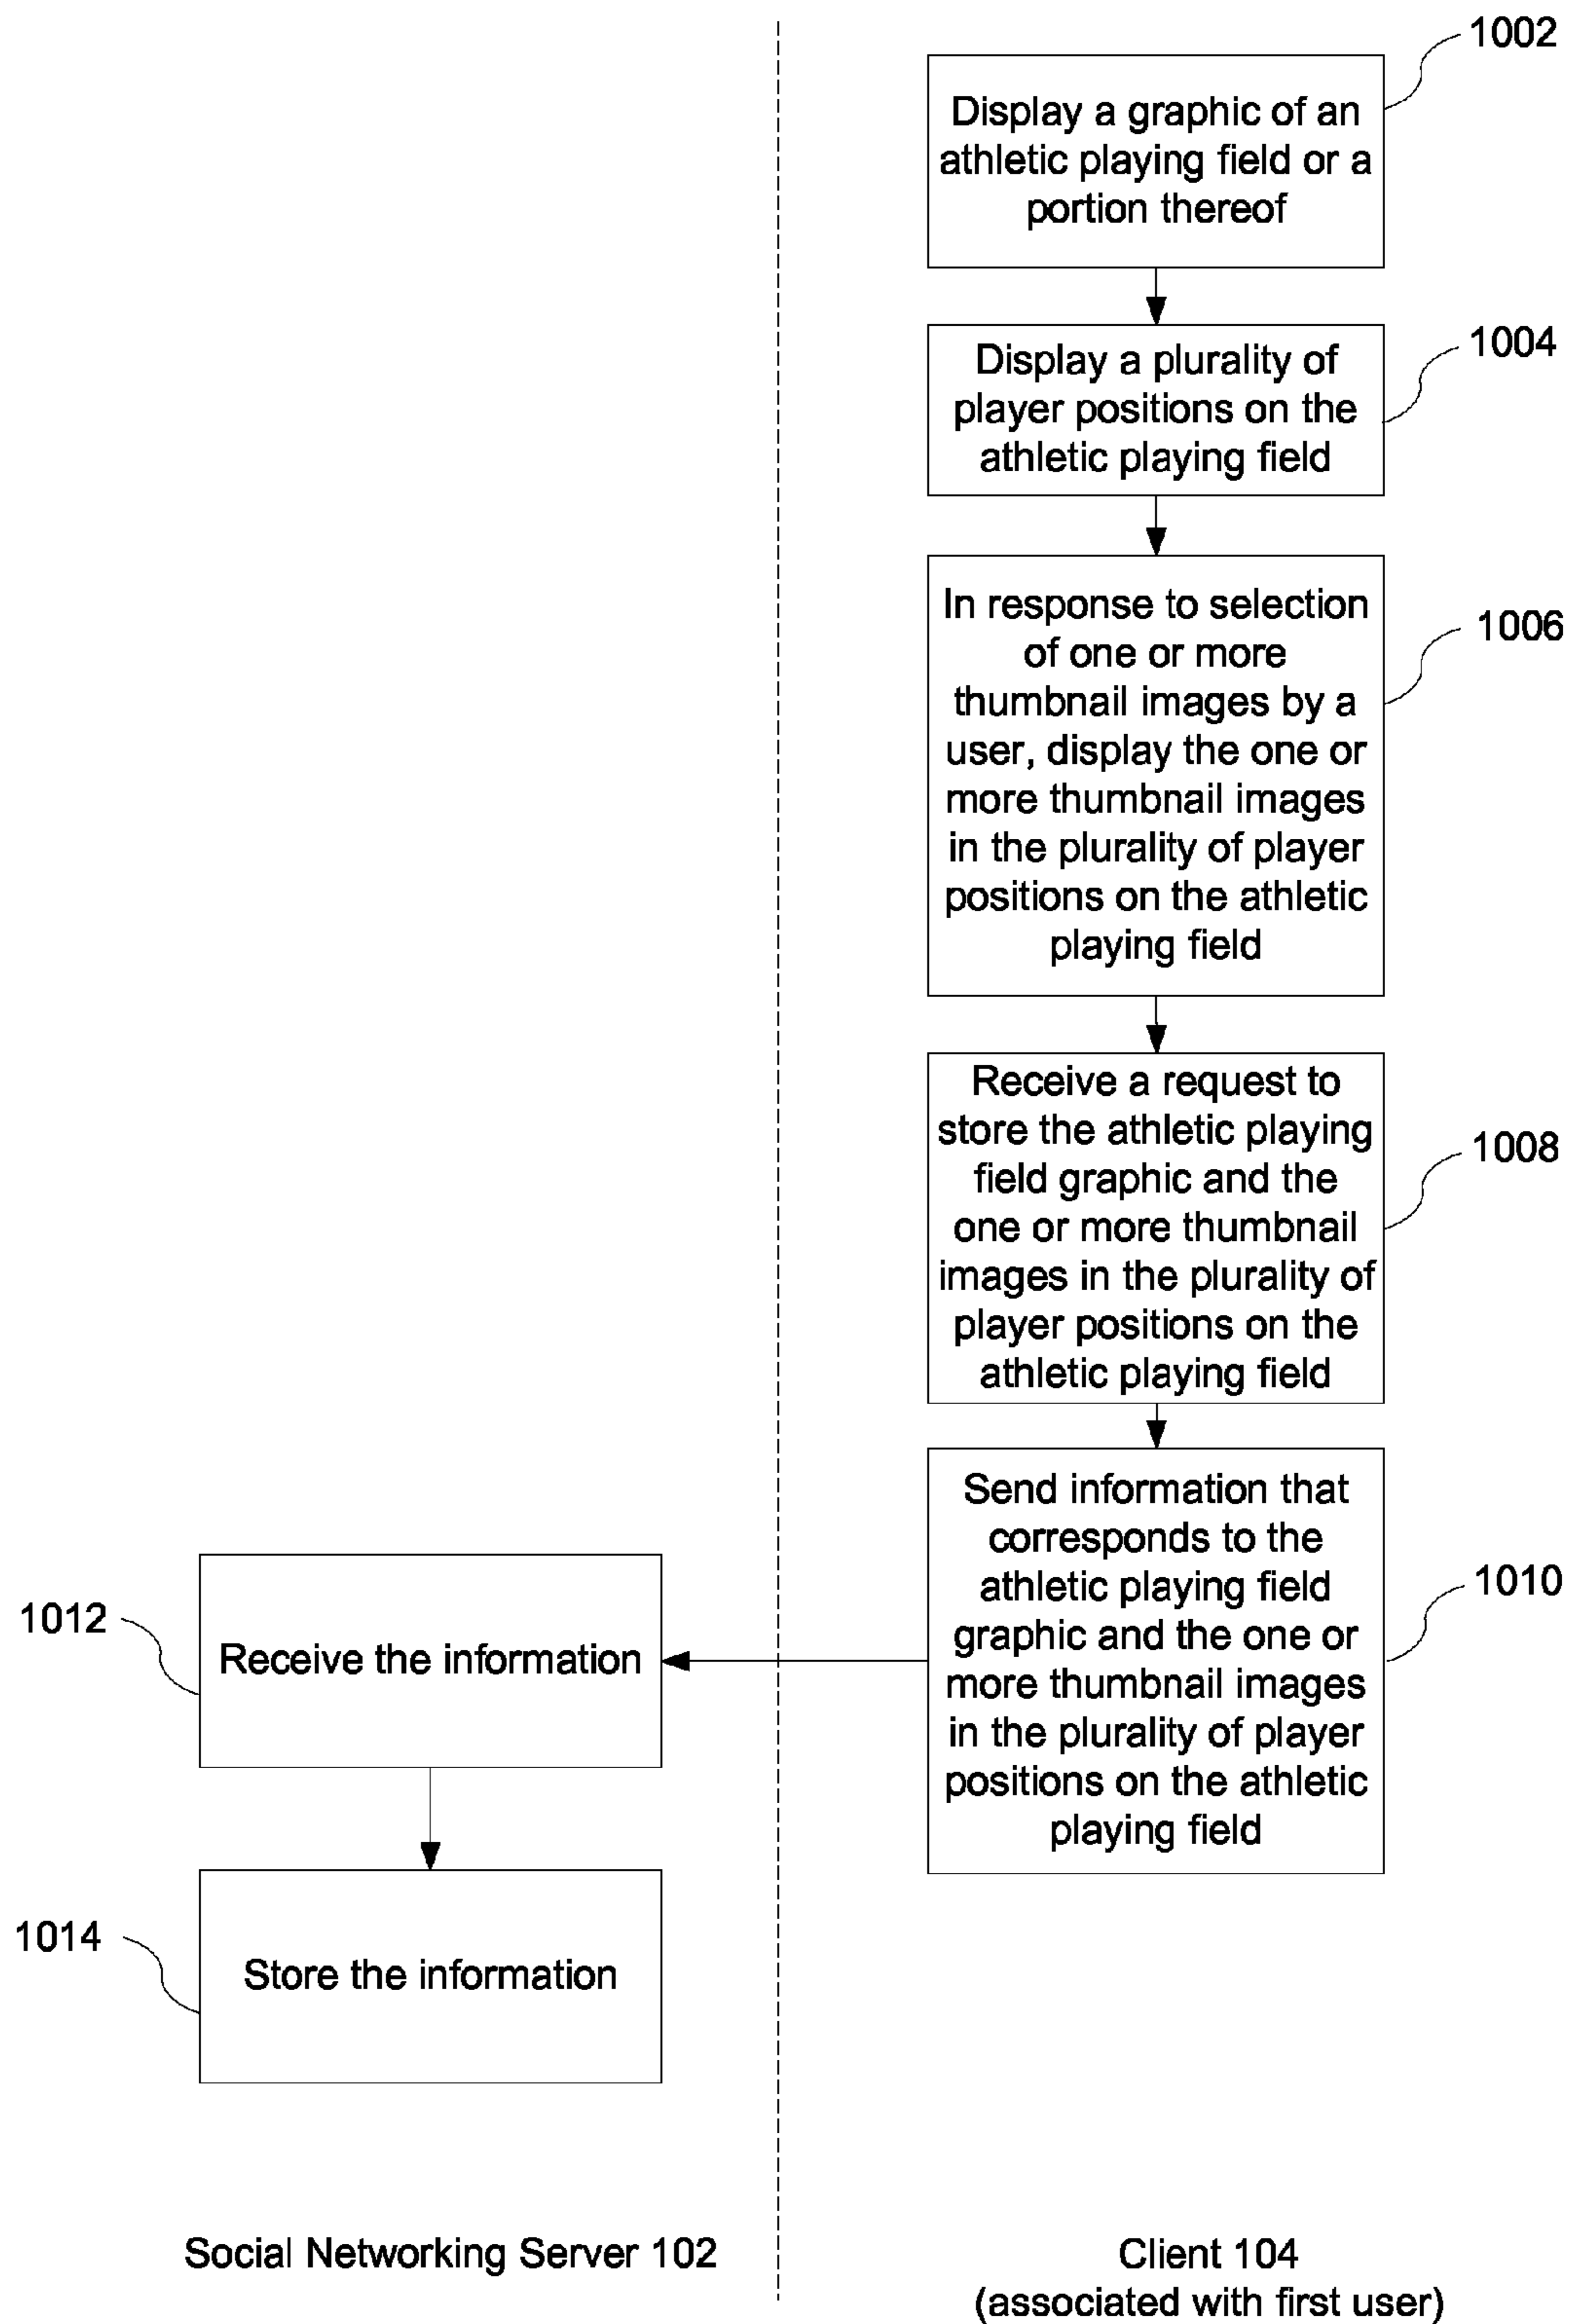 1002
Display a graphic of an
athletic playing field or a
portion thereof
1004
Display a plurality of
player positions on the
athletic playing field
1006
In response to selection
of one or more
thumbnail images by a
user, display the one or
more thumbnail images
in the plurality of player
positions on the athletic
playing field
1008
Receive a request to
store the athletic playing
field graphic and the
one or more thumbnail
images in the plurality of
player positions on the
athletic playing field
1010
Send information that
corresponds to the
athletic playing field
graphic and the one or
more thumbnail images
in the plurality of player
positions on the athletic
playing field
1012
Receive the information
1014
Store the information
Social Networking Server 102
Client 104
(associated with first user)